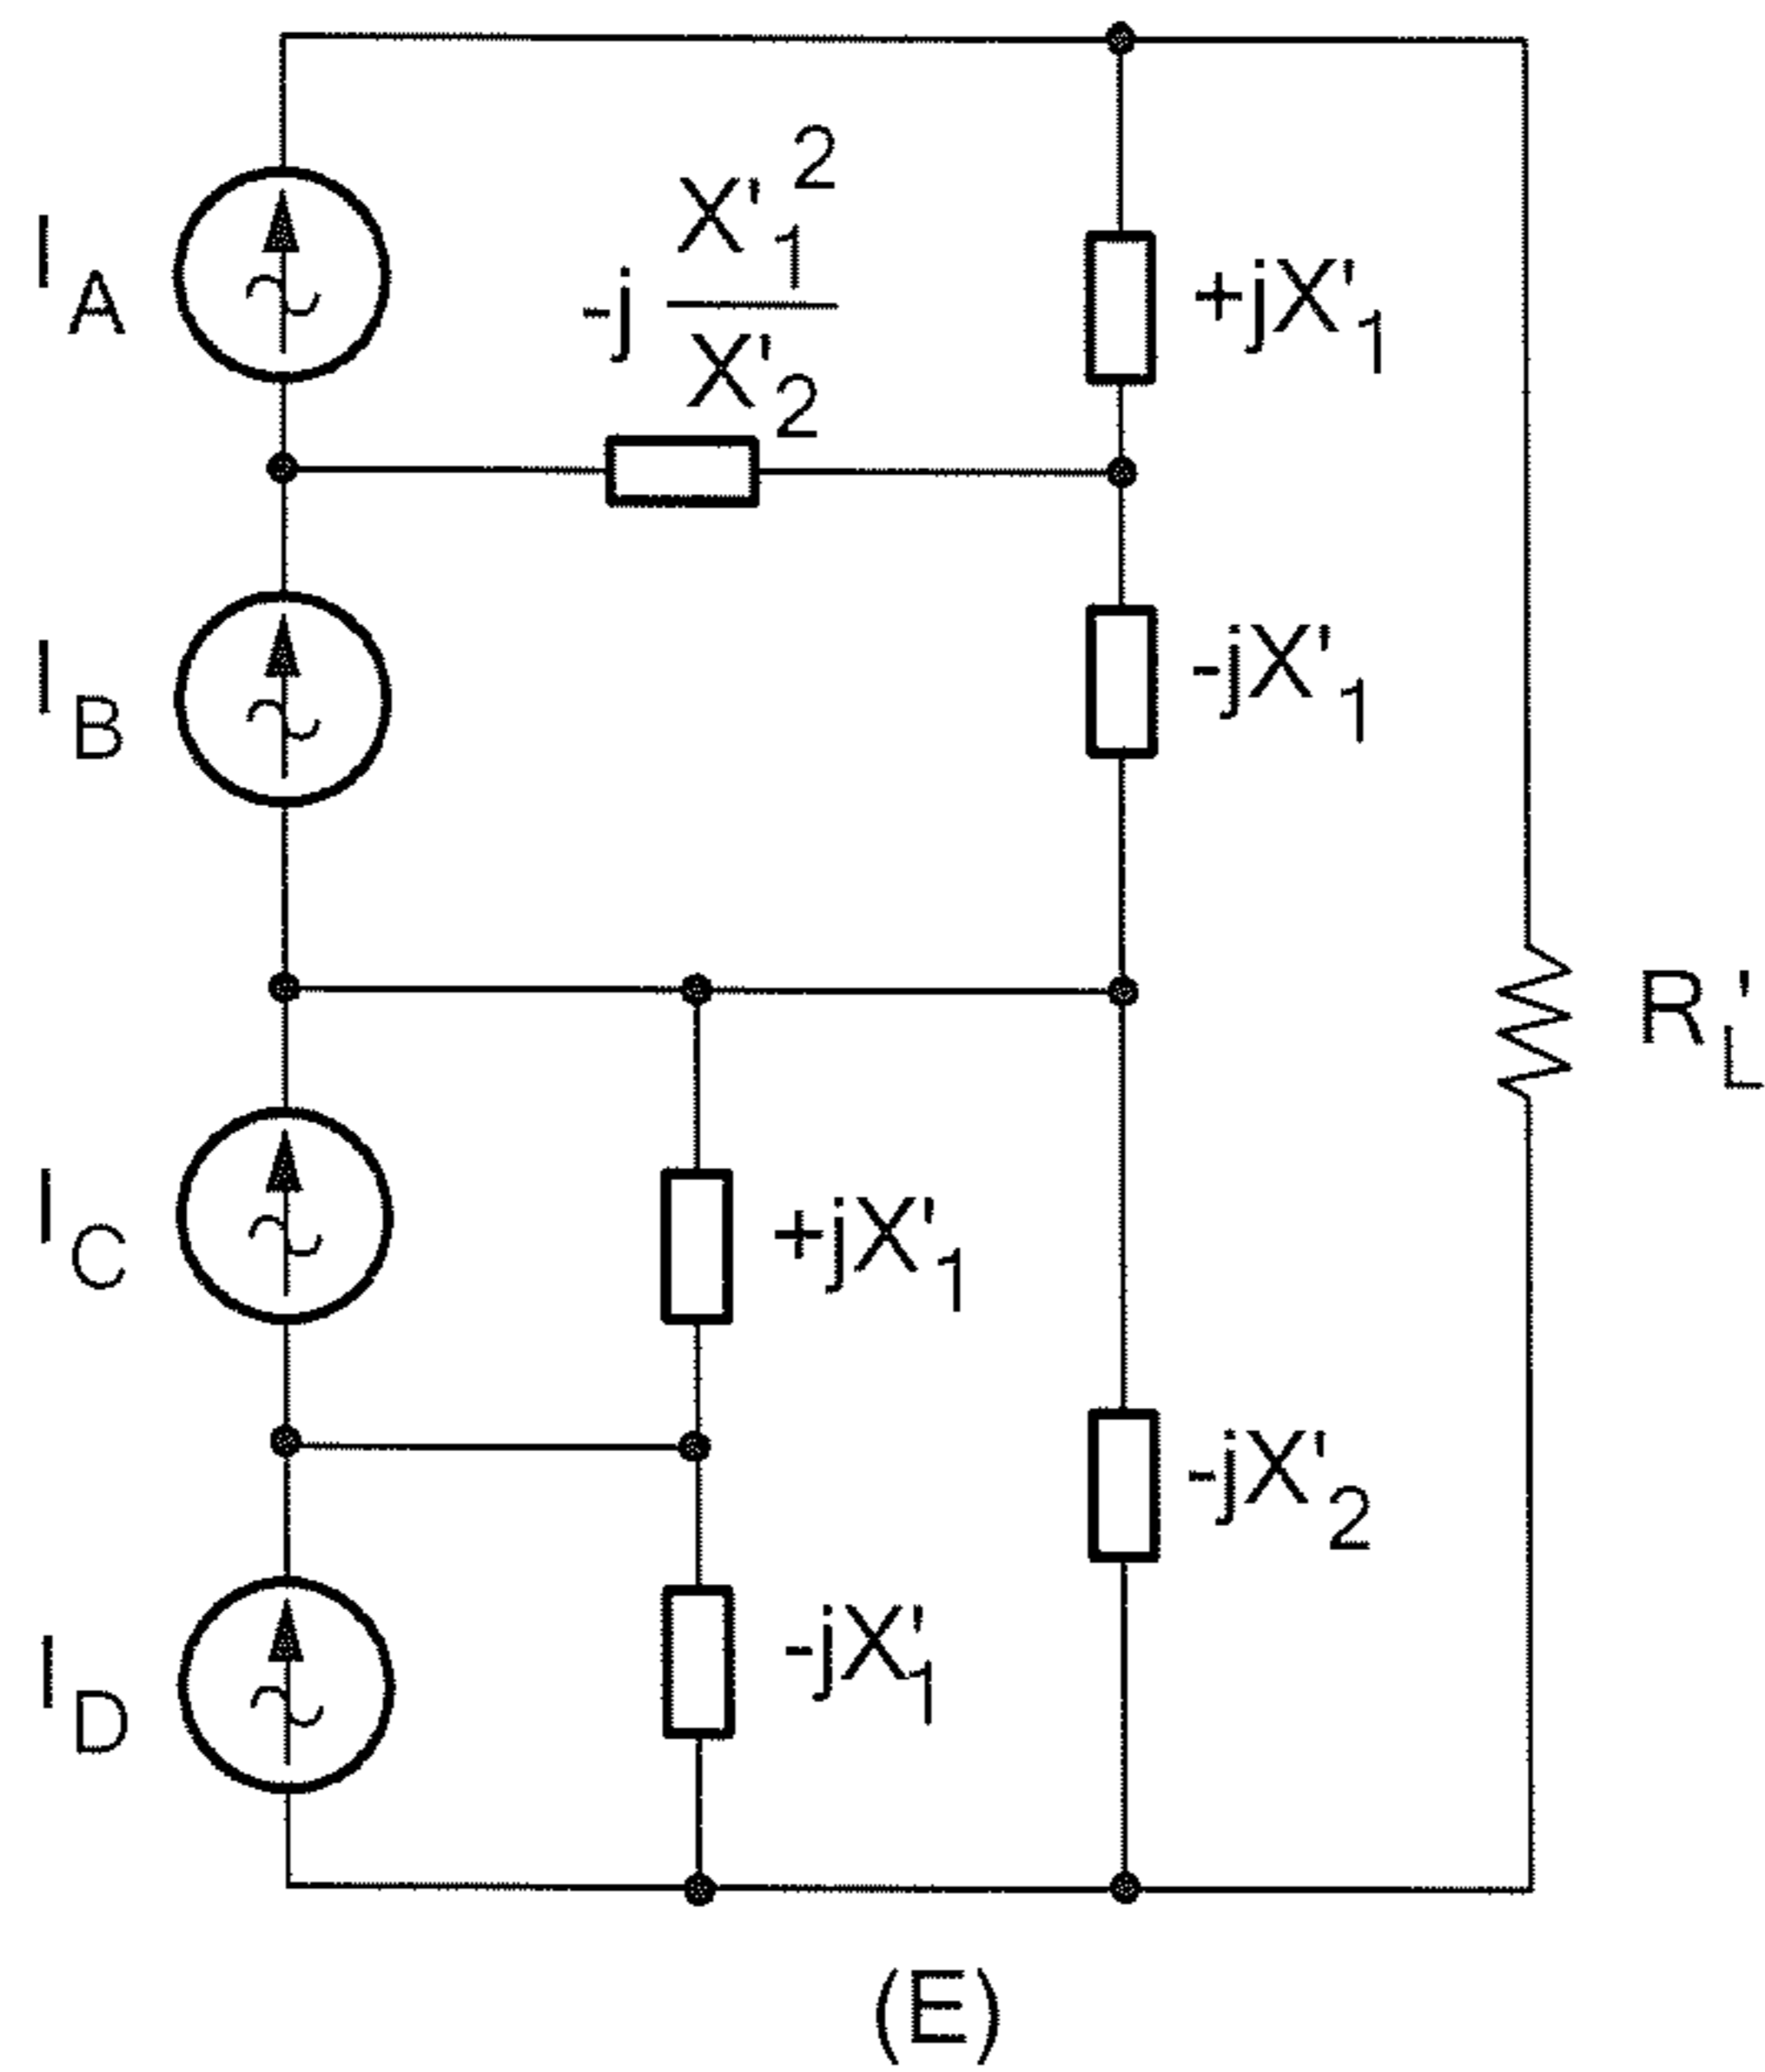 I_A
-j X'_1^2 / X'_2
+jX'_1
I_B
-jX'_1
R'_L
I_C
+jX'_1
-jX'_2
I_D
-jX'_1
(E)